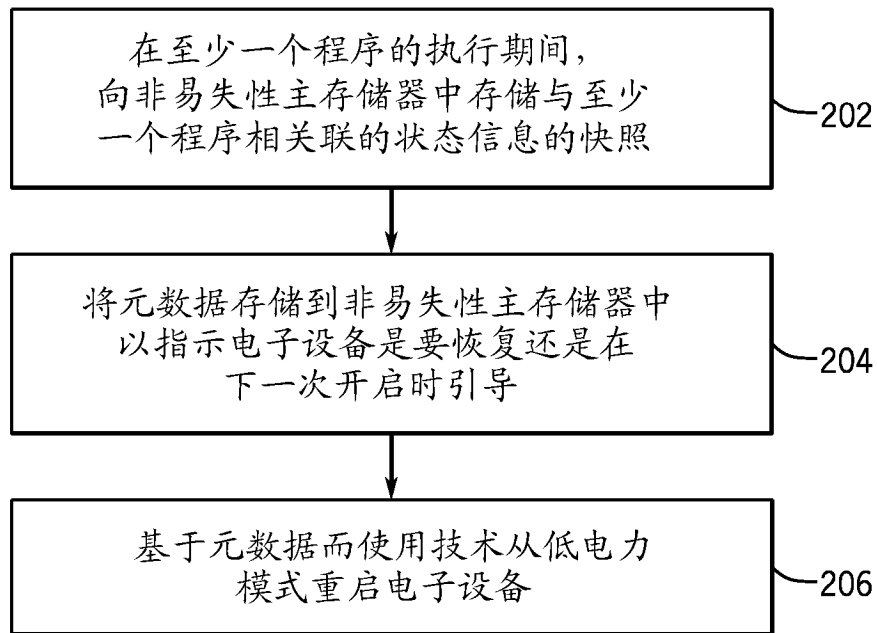 在至少一个程序的执行期间，
向非易失性主存储器中存储与至少
一个程序相关联的状态信息的快照
202
将元数据存储到非易失性主存储器中
以指示电子设备是要恢复还是在
下一次开启时引导
204
基于元数据而使用技术从低电力
模式重启电子设备
206